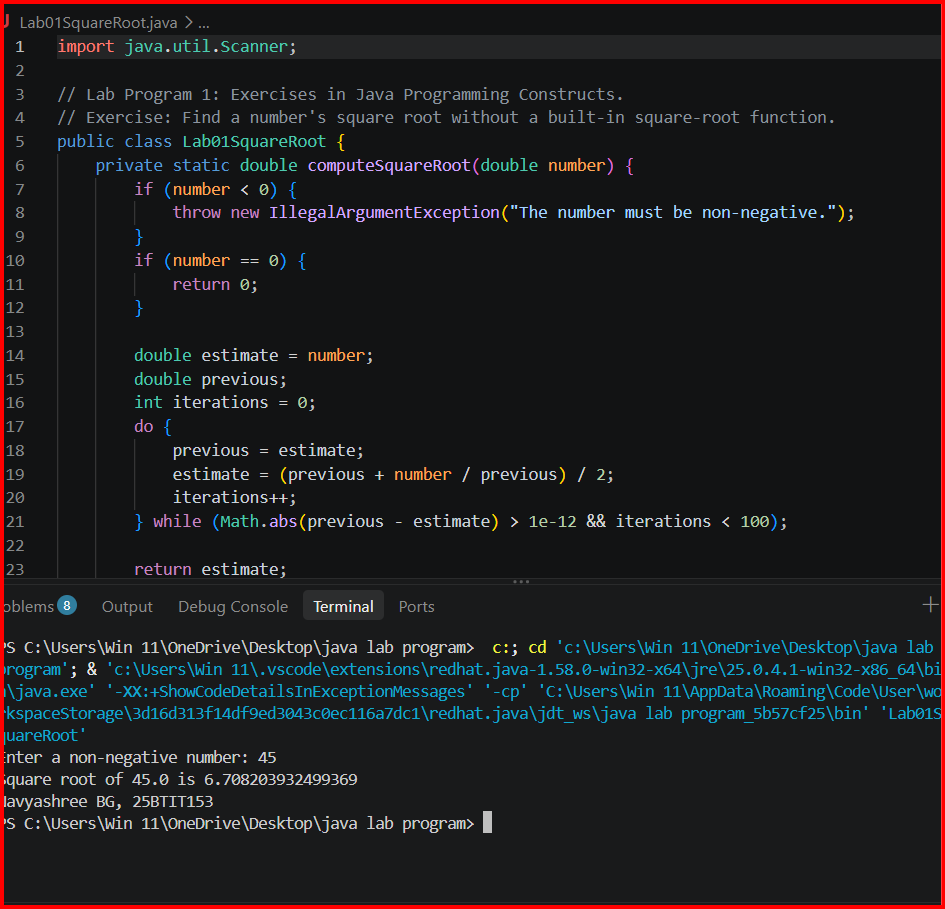 Lab01SquareRoot.java > ...
1 import java.util.Scanner;
2
3 // Lab Program 1: Exercises in Java Programming Constructs.
4 // Exercise: Find a number's square root without a built-in square-root function.
5 public class Lab01SquareRoot {
6 private static double computeSquareRoot(double number) {
7 if (number < 0) {
8 throw new IllegalArgumentException("The number must be non-negative.");
9 }
10 if (number == 0) {
11 return 0;
12 }
13
14 double estimate = number;
15 double previous;
16 int iterations = 0;
17 do {
18 previous = estimate;
19 estimate = (previous + number / previous) / 2;
20 iterations++;
21 } while (Math.abs(previous - estimate) > 1e-12 && iterations < 100);
22
23 return estimate;
oblems 8 Output Debug Console Terminal Ports
PS C:\Users\Win 11\OneDrive\Desktop\java lab program> c:; cd 'c:\Users\Win 11\OneDrive\Desktop\java lab
program'; & 'c:\Users\Win 11\.vscode\extensions\redhat.java-1.58.0-win32-x64\jre\25.0.4.1-win32-x86_64\bi
n\java.exe' '-XX:+ShowCodeDetailsInExceptionMessages' '-cp' 'C:\Users\Win 11\AppData\Roaming\Code\User\wo
rkspaceStorage\3d16d313f14df9ed3043c0ec116a7dc1\redhat.java\jdt_ws\java lab program_5b57cf25\bin' 'Lab01S
quareRoot'
Enter a non-negative number: 45
Square root of 45.0 is 6.708203932499369
Navyashree BG, 25BTIT153
PS C:\Users\Win 11\OneDrive\Desktop\java lab program>